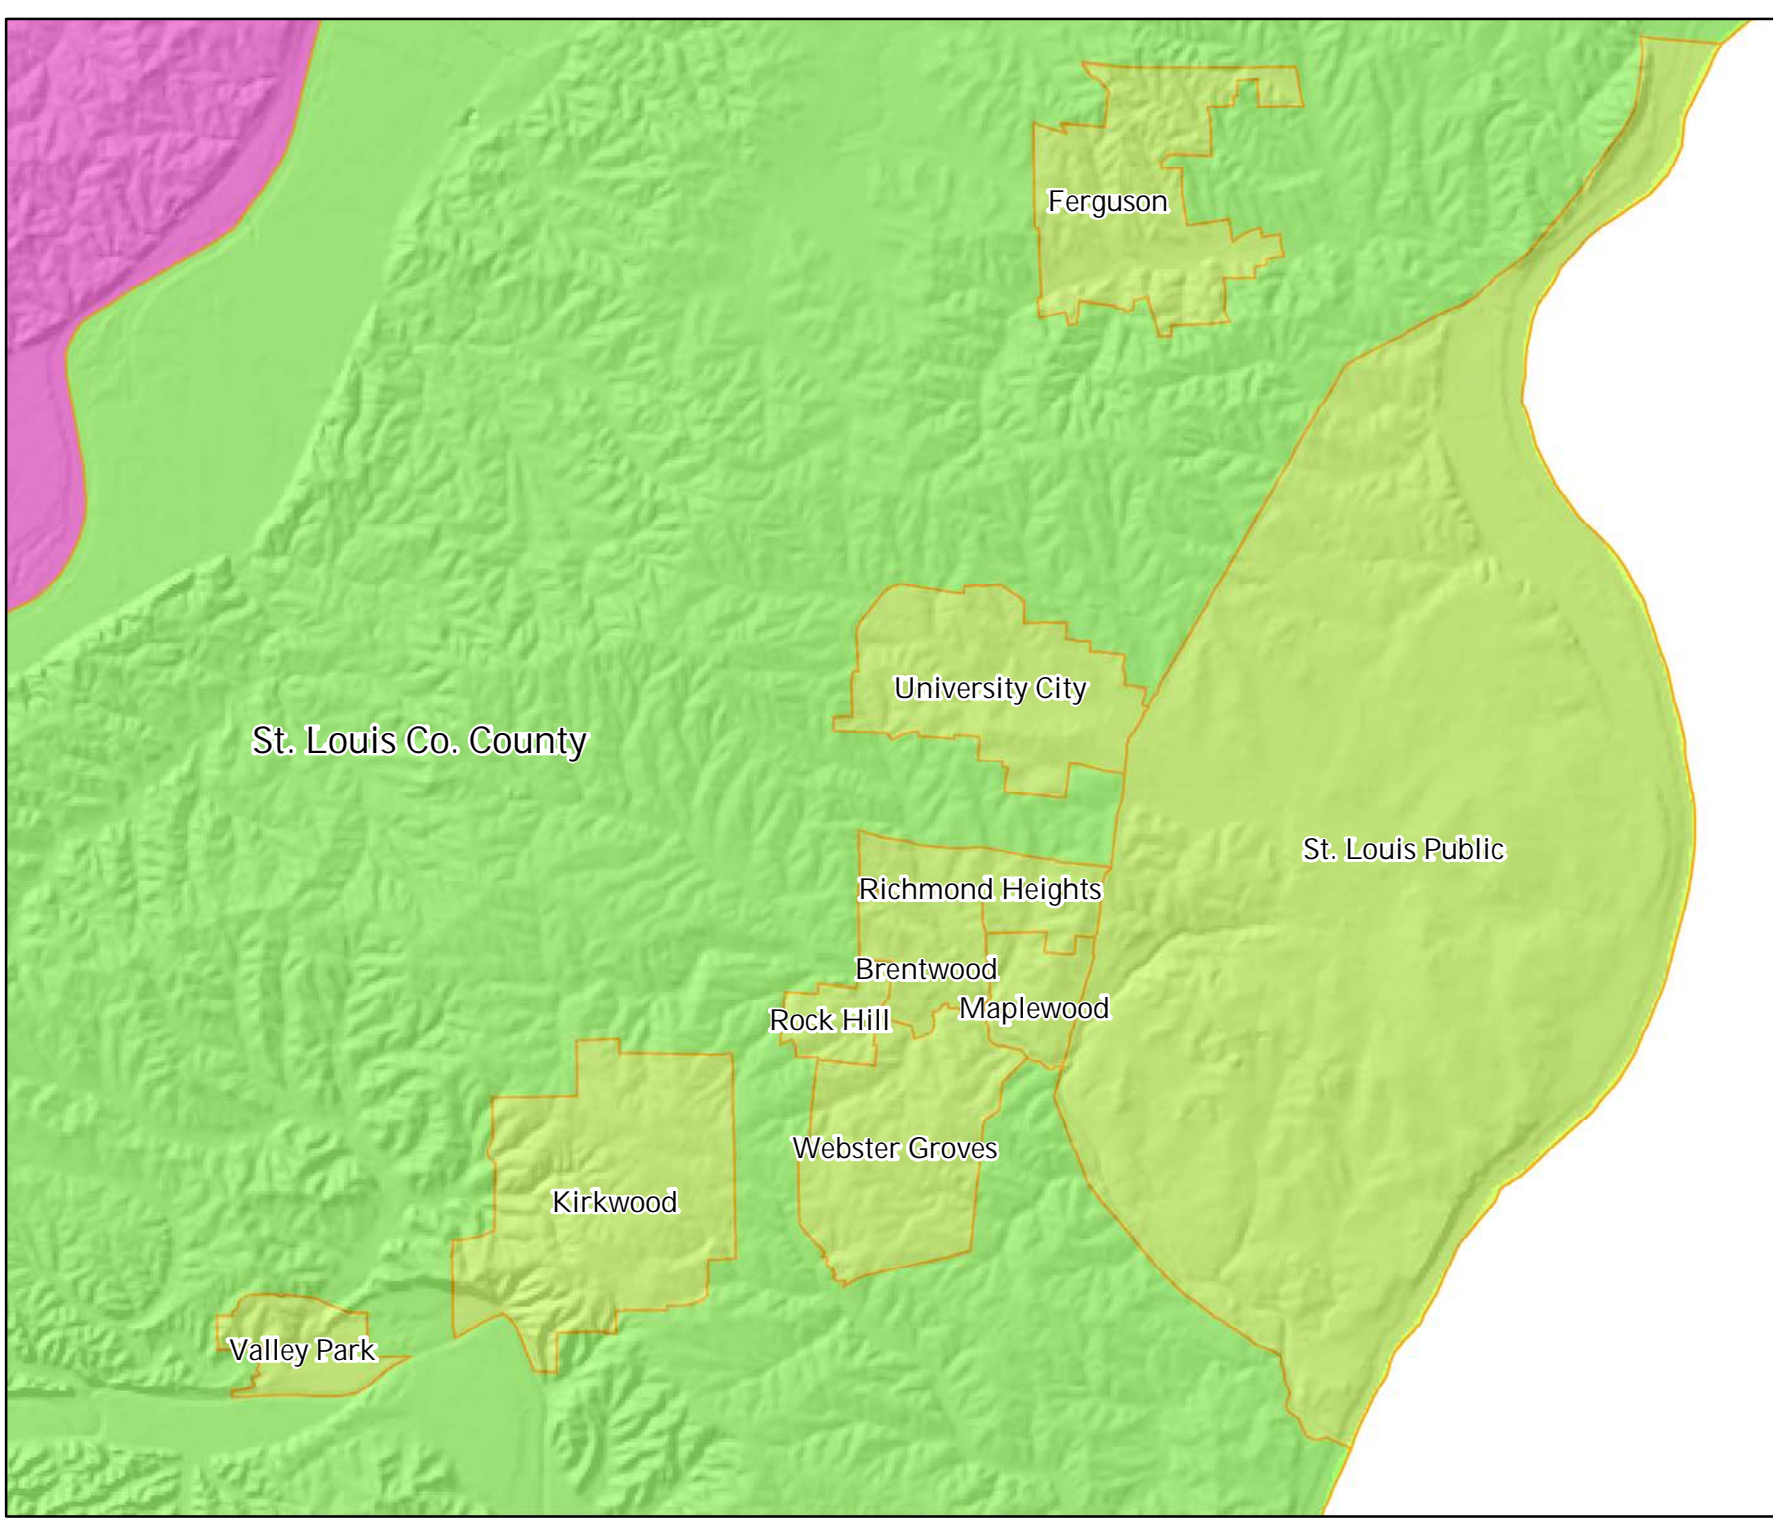 Ferguson
University City
St. Louis Co. County
St. Louis Public
Richmond Heights
Brentwood
Maplewood
Rock Hill
Webster Groves
Kirkwood
Valley Park